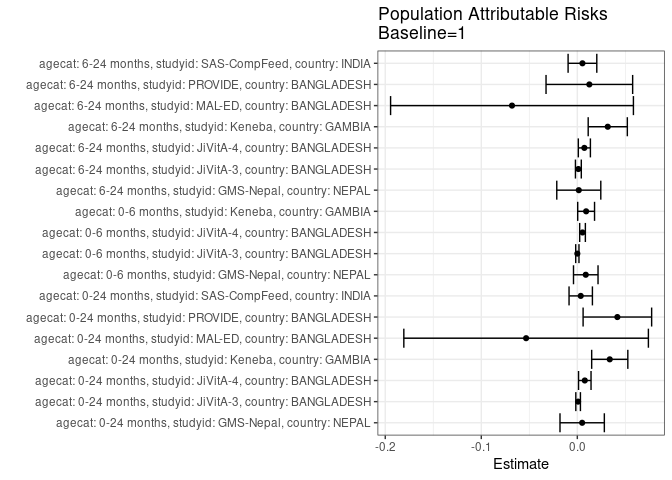 Population Attributable Risks
Baseline=1
agecat: 6-24 months, studyid: SAS-CompFeed, country: INDIA
agecat: 6-24 months, studyid: PROVIDE, country: BANGLADESH
agecat: 6-24 months, studyid: MAL-ED, country: BANGLADESH
agecat: 6-24 months, studyid: Keneba, country: GAMBIA
agecat: 6-24 months, studyid: JiVitA-4, country: BANGLADESH
agecat: 6-24 months, studyid: JiVitA-3, country: BANGLADESH
agecat: 6-24 months, studyid: GMS-Nepal, country: NEPAL
agecat: 0-6 months, studyid: Keneba, country: GAMBIA
agecat: 0-6 months, studyid: JiVitA-4, country: BANGLADESH
agecat: 0-6 months, studyid: JiVitA-3, country: BANGLADESH
agecat: 0-6 months, studyid: GMS-Nepal, country: NEPAL
agecat: 0-24 months, studyid: SAS-CompFeed, country: INDIA
agecat: 0-24 months, studyid: PROVIDE, country: BANGLADESH
agecat: 0-24 months, studyid: MAL-ED, country: BANGLADESH
agecat: 0-24 months, studyid: Keneba, country: GAMBIA
agecat: 0-24 months, studyid: JiVitA-4, country: BANGLADESH
agecat: 0-24 months, studyid: JiVitA-3, country: BANGLADESH
agecat: 0-24 months, studyid: GMS-Nepal, country: NEPAL
-0.2 -0.1 0.0
Estimate